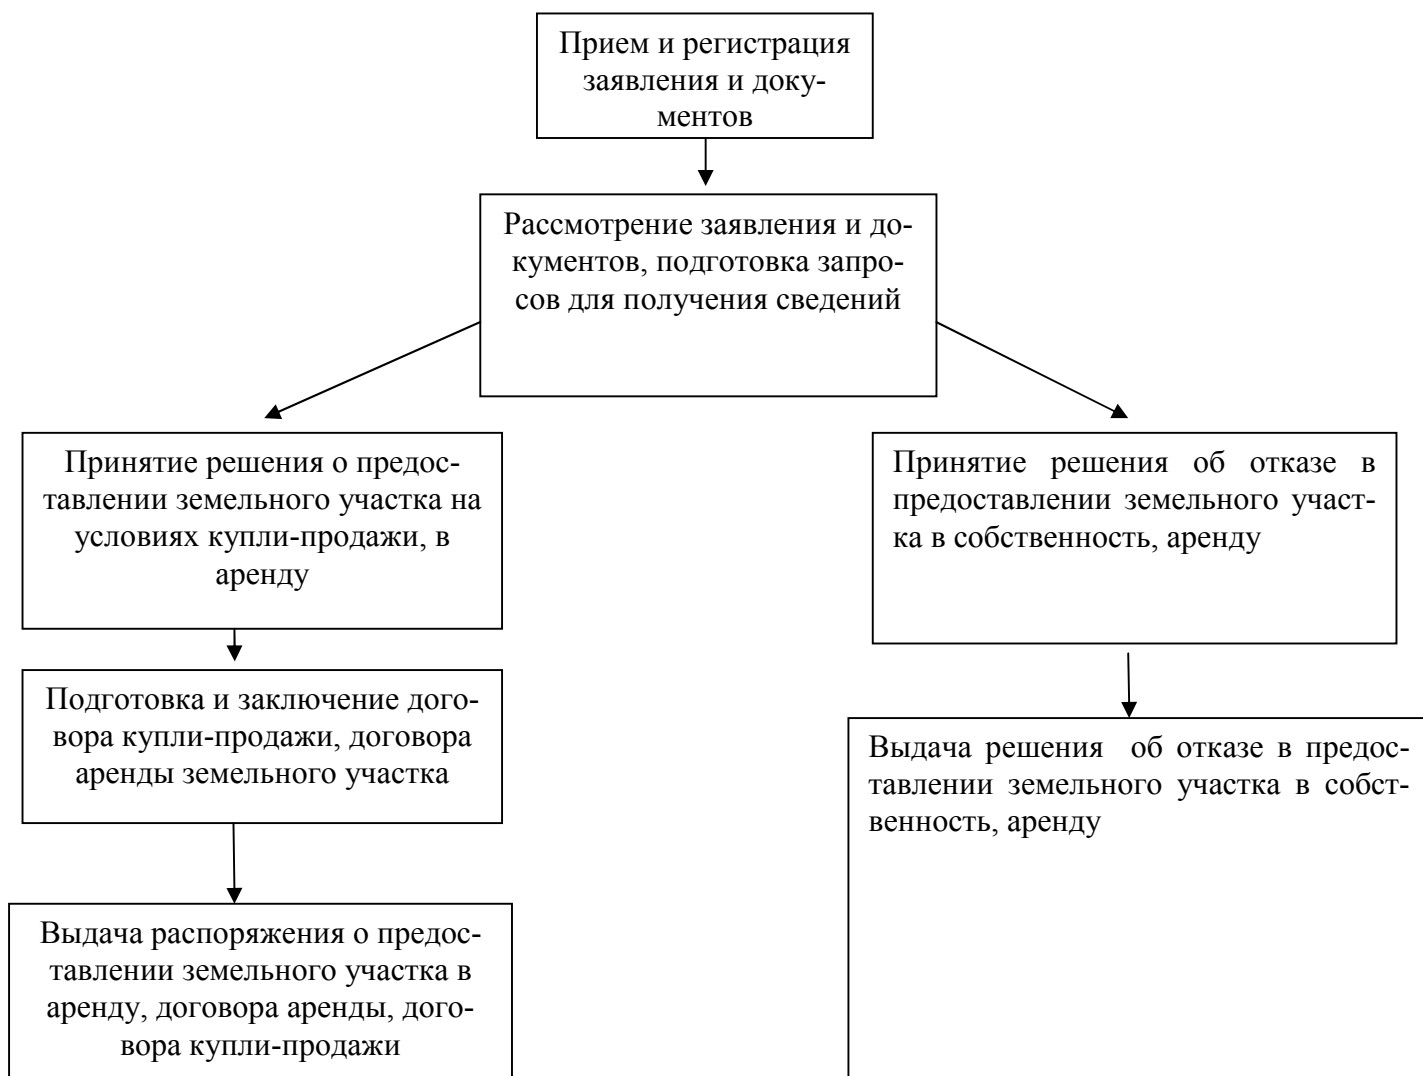 Прием и регистрация
заявления и доку-
ментов
Рассмотрение заявления и до-
кументов, подготовка запро-
сов для получения сведений
Принятие решения о предос-
тавлении земельного участка на
условиях купли-продажи, в
аренду
Принятие решения об отказе в
предоставлении земельного участ-
ка в собственность, аренду
Подготовка и заключение дого-
вора купли-продажи, договора
аренды земельного участка
Выдача решения об отказе в предос-
тавлении земельного участка в собст-
венность, аренду
Выдача распоряжения о предос-
тавлении земельного участка в
аренду, договора аренды, дого-
вора купли-продажи